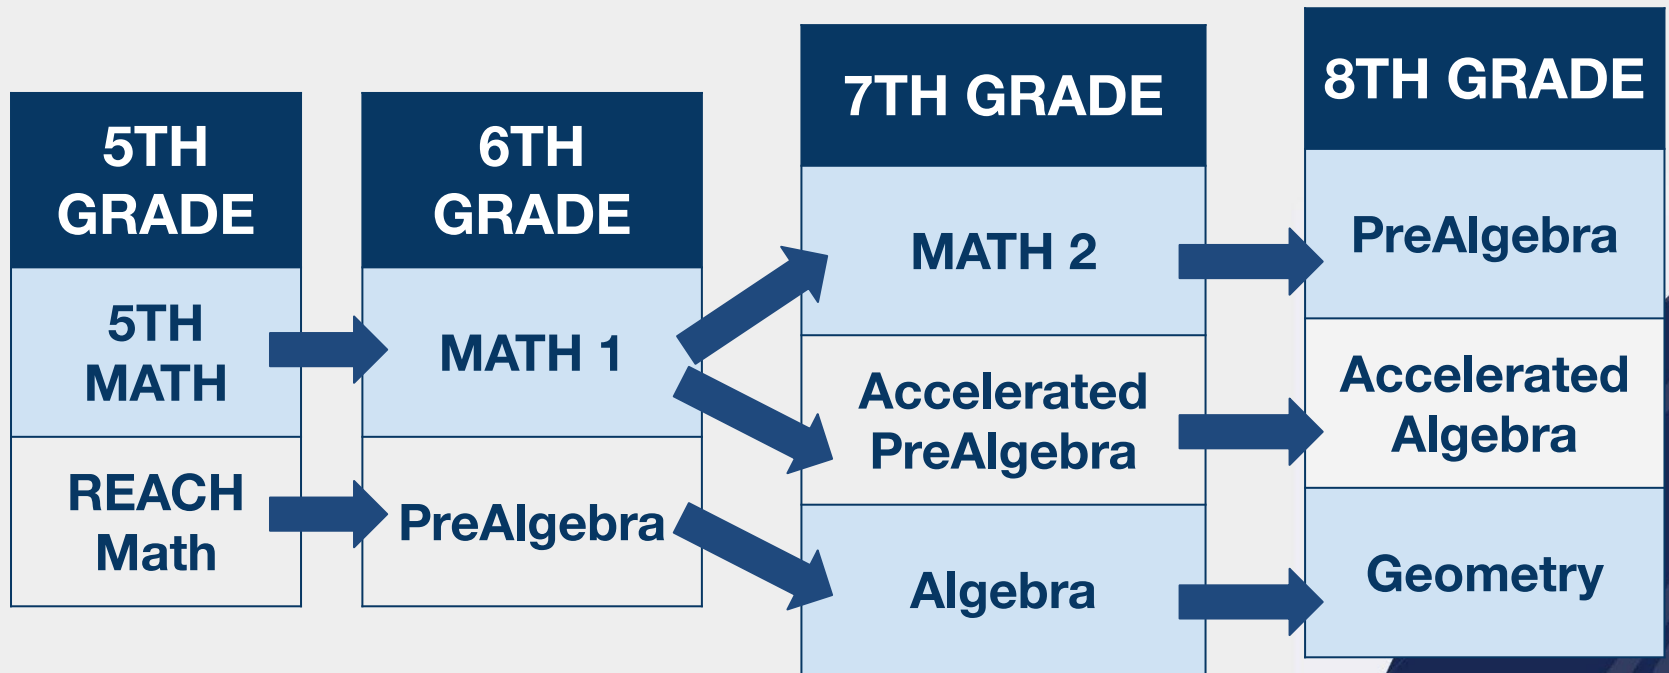 5TH
GRADE
5TH
MATH
REACH
Math
6TH
GRADE
MATH 1
PreAlgebra
7TH GRADE
MATH 2
Accelerated
PreAlgebra
Algebra
8TH GRADE
PreAlgebra
Accelerated
Algebra
Geometry